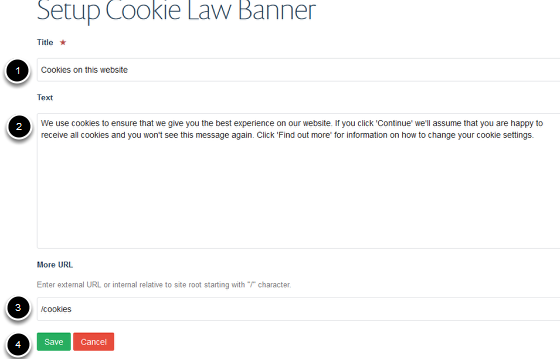 Setup Cookie Law Banner
Title ★
1 Cookies on this website
Text
2 We use cookies to ensure that we give you the best experience on our website. If you click 'Continue' we'll assume that you are happy to
receive all cookies and you won't see this message again. Click 'Find out more' for information on how to change your cookie settings.
More URL
Enter external URL or internal relative to site root starting with "/" character.
3 /cookies
4 Save Cancel